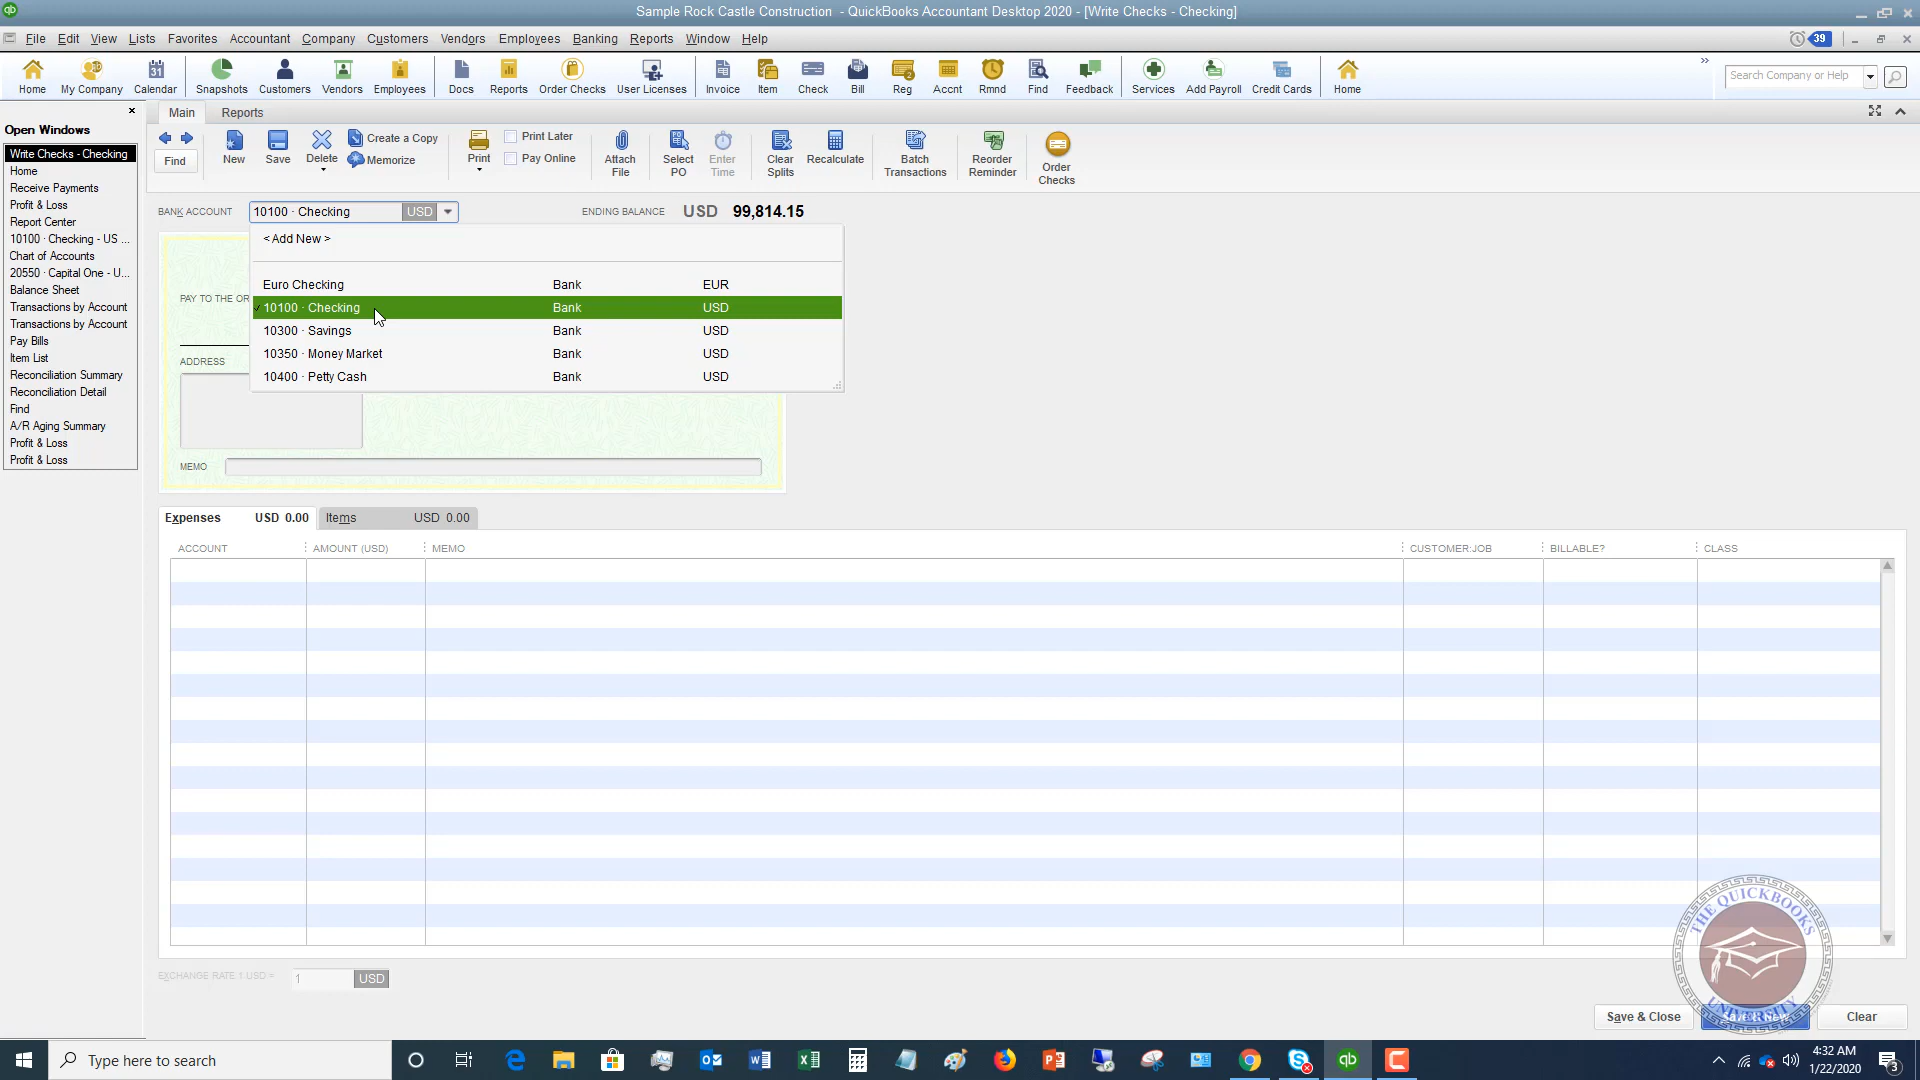 Sample Rock Castle Construction - QuickBooks Accountant Desktop 2020 - [Write Checks - Checking]
File Edit View Lists Favorites Accountant Company Customers Vendors Employees Banking Reports Window Help
39
Home My Company Calendar Snapshots Customers Vendors Employees Docs Reports Order Checks User Licenses Invoice Item Check Bill Reg Accnt Rmnd Find Feedback Services Add Payroll Credit Cards Home
Search Company or Help
Open Windows
Write Checks - Checking
Home
Receive Payments
Profit & Loss
Report Center
10100 · Checking - US ...
Chart of Accounts
20550 · Capital One - U...
Balance Sheet
Transactions by Account
Transactions by Account
Pay Bills
Item List
Reconciliation Summary
Reconciliation Detail
Find
A/R Aging Summary
Profit & Loss
Profit & Loss
Main Reports
Find
New
Save
Delete
Create a Copy
Memorize
Print
Print Later
Pay Online
Attach File
Select PO
Enter Time
Clear Splits
Recalculate
Batch Transactions
Reorder Reminder
Order Checks
BANK ACCOUNT 10100 · Checking USD
ENDING BALANCE USD 99,814.15
< Add New >
Euro Checking Bank EUR
10100 · Checking Bank USD
10300 · Savings Bank USD
10350 · Money Market Bank USD
10400 · Petty Cash Bank USD
PAY TO THE OR
ADDRESS
MEMO
Expenses USD 0.00 Items USD 0.00
ACCOUNT AMOUNT (USD) MEMO CUSTOMER:JOB BILLABLE? CLASS
EXCHANGE RATE 1 USD = 1 USD
THE QUICKBOOKS UNIVERSITY
Save & Close Clear
Type here to search
4:32 AM
1/22/2020
3